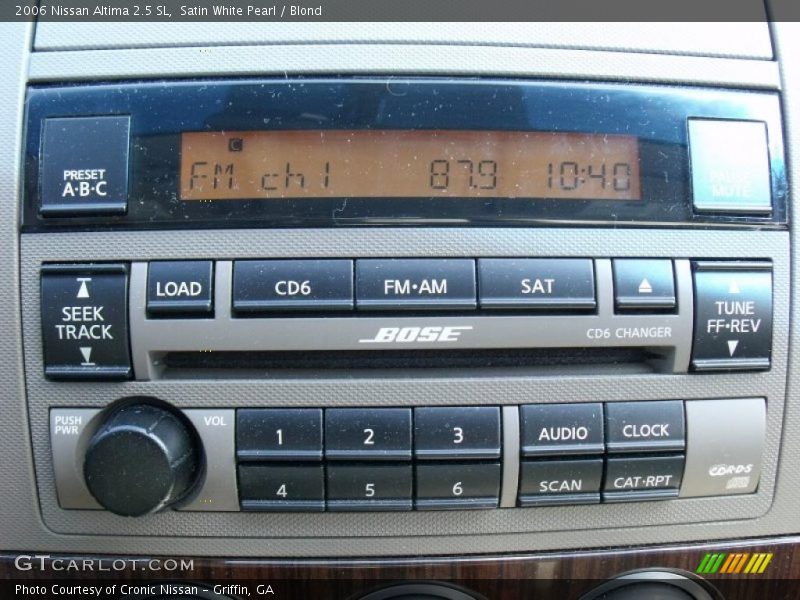 2006 Nissan Altima 2.5 SL,  Satin White Pearl / Blond
PRESET
A·B·C
C
FM ch1 87.9 10:40
PAUSE
MUTE
SEEK
TRACK
LOAD
CD6
FM·AM
SAT
TUNE
FF·REV
BOSE
CD6 CHANGER
PUSH
PWR
VOL
1 2 3
4 5 6
AUDIO
CLOCK
SCAN
CAT·RPT
CD·R·D·S
GTCARLOT.COM
Photo Courtesy of Cronic Nissan – Griffin, GA